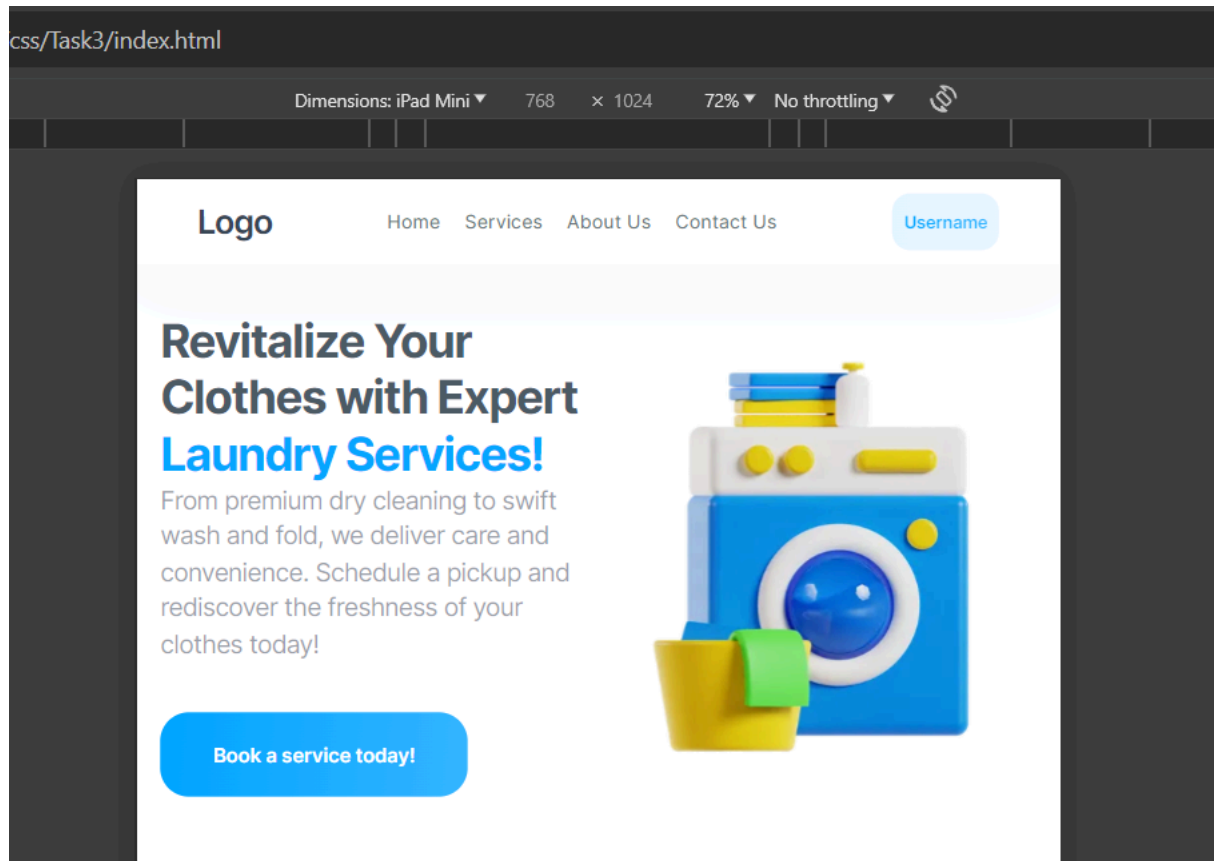 css/Task3/index.html
Dimensions: iPad Mini 768 × 1024 72% No throttling
Logo Home Services About Us Contact Us Username
Revitalize Your
Clothes with Expert
Laundry Services!
From premium dry cleaning to swift
wash and fold, we deliver care and
convenience. Schedule a pickup and
rediscover the freshness of your
clothes today!
Book a service today!